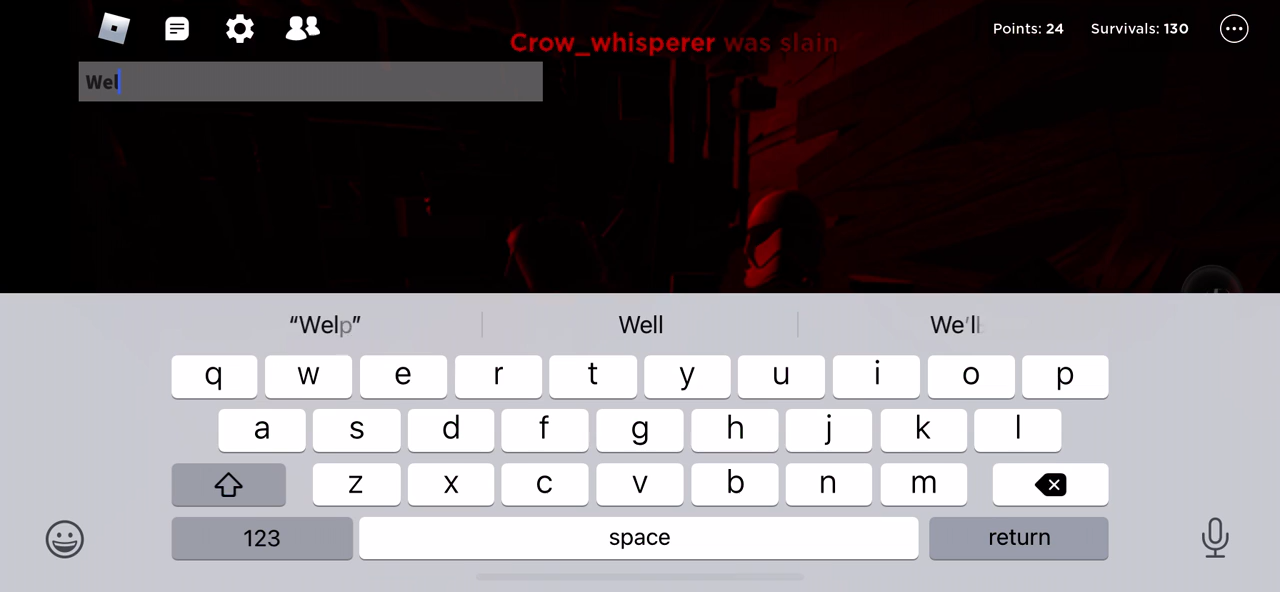 Points: 24 Survivals: 130
Crow_whisperer was slain
Wel
“Welp” Well We'll
q w e r t y u i o p
a s d f g h j k l
z x c v b n m
123 space return